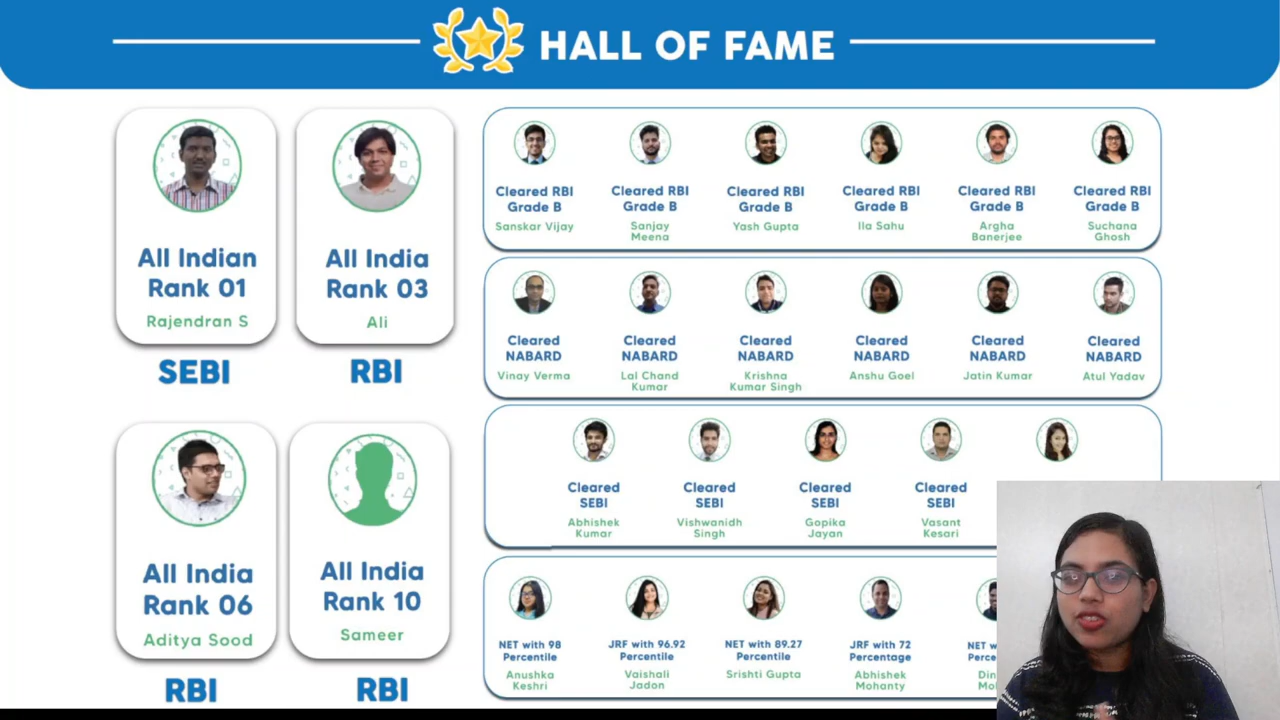 HALL OF FAME
All Indian
Rank 01
Rajendran S
SEBI
All India
Rank 03
Ali
RBI
All India
Rank 06
Aditya Sood
RBI
All India
Rank 10
Sameer
RBI
Cleared RBI
Grade B
Sanskar Vijay
Cleared RBI
Grade B
Sanjay
Meena
Cleared RBI
Grade B
Yash Gupta
Cleared RBI
Grade B
Ila Sahu
Cleared RBI
Grade B
Argha
Banerjee
Cleared RBI
Grade B
Suchana
Ghosh
Cleared
NABARD
Vinay Verma
Cleared
NABARD
Lal Chand
Kumar
Cleared
NABARD
Krishna
Kumar Singh
Cleared
NABARD
Anshu Goel
Cleared
NABARD
Jatin Kumar
Cleared
NABARD
Atul Yadav
Cleared
SEBI
Abhishek
Kumar
Cleared
SEBI
Vishwanidh
Singh
Cleared
SEBI
Gopika
Jayan
Cleared
SEBI
Vasant
Kesari
NET with 98
Percentile
Anushka
Keshri
JRF with 96.92
Percentile
Vaishali
Jadon
NET with 89.27
Percentile
Srishti Gupta
JRF with 72
Percentage
Abhishek
Mohanty
NET